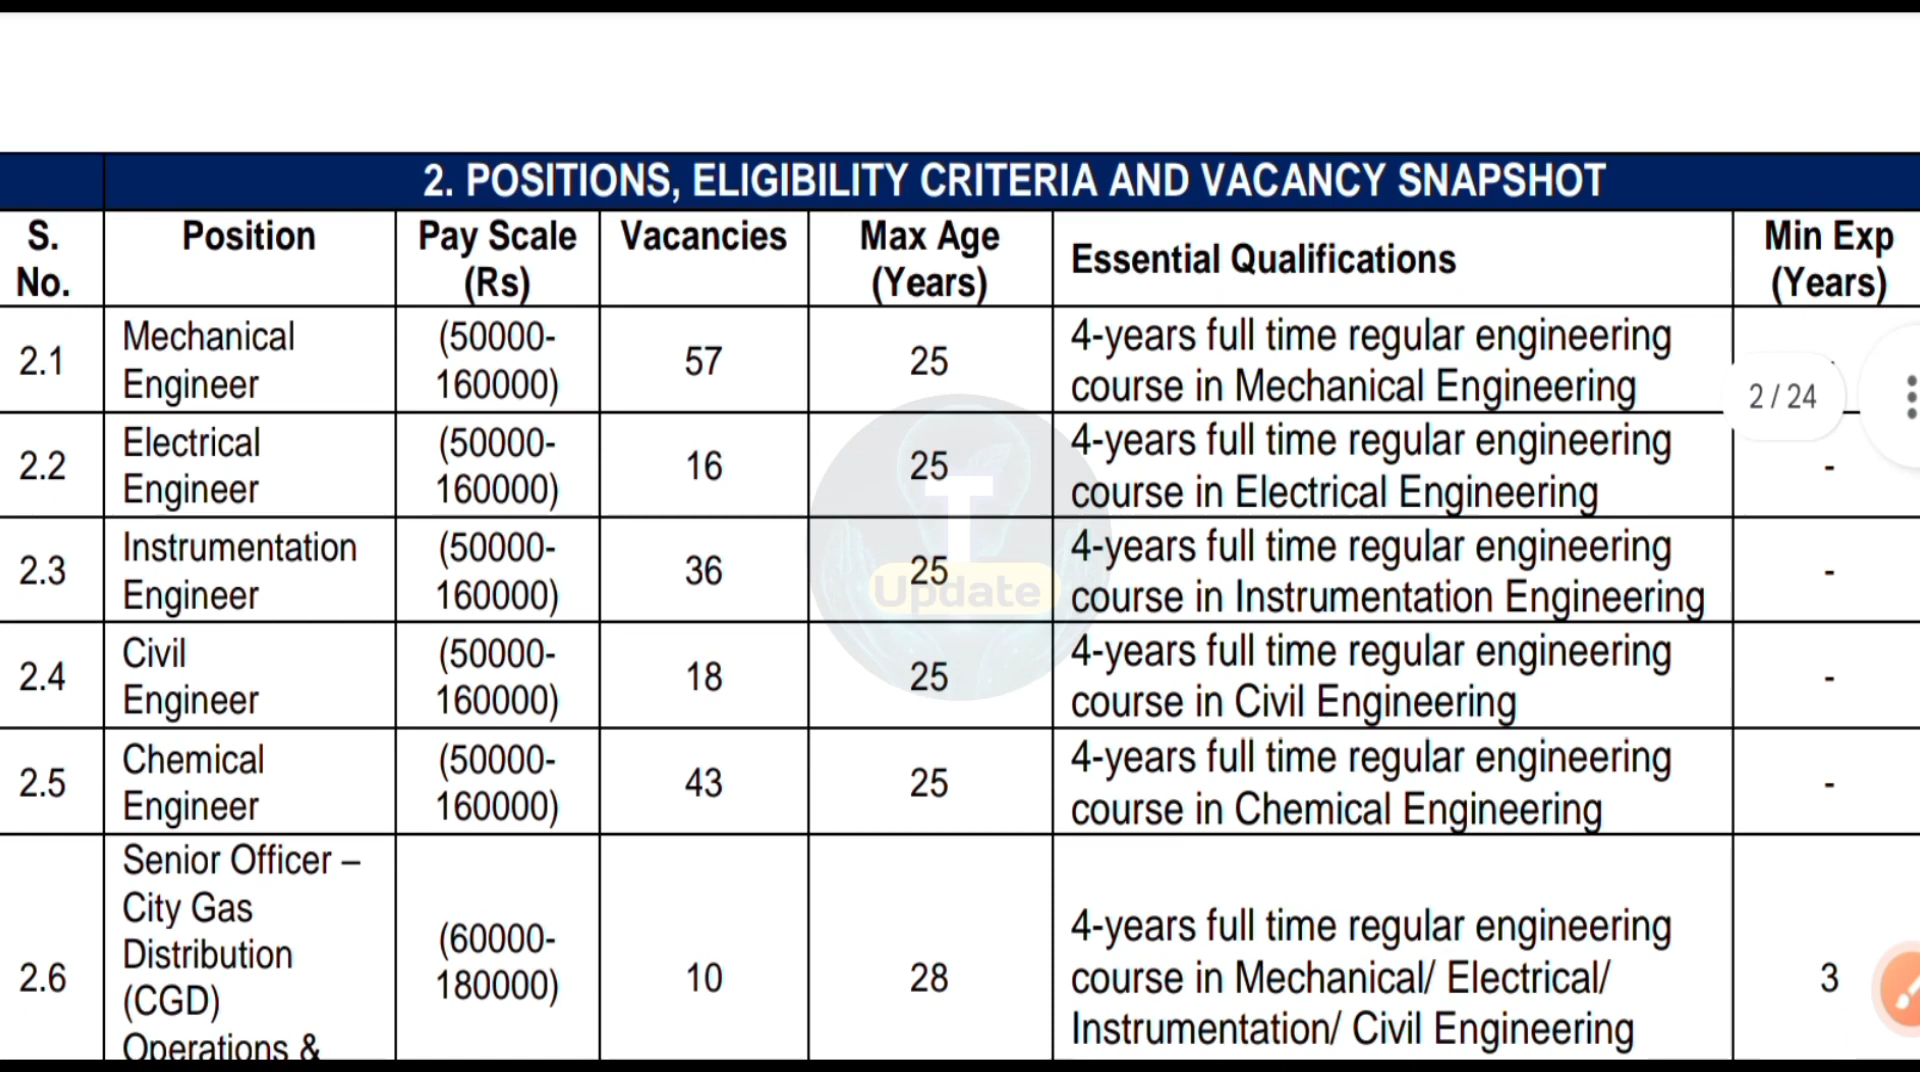 2. POSITIONS, ELIGIBILITY CRITERIA AND VACANCY SNAPSHOT
S. No. Position Pay Scale (Rs) Vacancies Max Age (Years) Essential Qualifications Min Exp (Years)
2.1
Mechanical
Engineer
(50000-
160000)
57
25
4-years full time regular engineering
course in Mechanical Engineering
2 / 24
2.2
Electrical
Engineer
(50000-
160000)
16
25
4-years full time regular engineering
course in Electrical Engineering
-
2.3
Instrumentation
Engineer
(50000-
160000)
36
25
4-years full time regular engineering
course in Instrumentation Engineering
-
T
Update
2.4
Civil
Engineer
(50000-
160000)
18
25
4-years full time regular engineering
course in Civil Engineering
-
2.5
Chemical
Engineer
(50000-
160000)
43
25
4-years full time regular engineering
course in Chemical Engineering
-
2.6
Senior Officer –
City Gas
Distribution
(CGD)
Operations &
(60000-
180000)
10
28
4-years full time regular engineering
course in Mechanical/ Electrical/
Instrumentation/ Civil Engineering
3